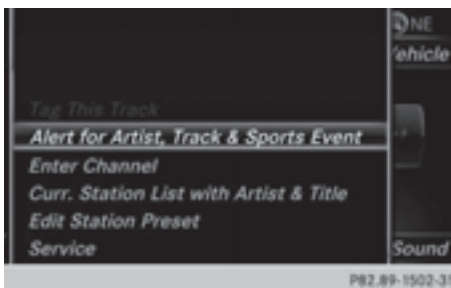 NE
Vehicle
Tag This Track
Alert for Artist, Track & Sports Event
Enter Channel
Curr. Station List with Artist & Title
Edit Station Preset
Service
Sound
P82.89-1502-31